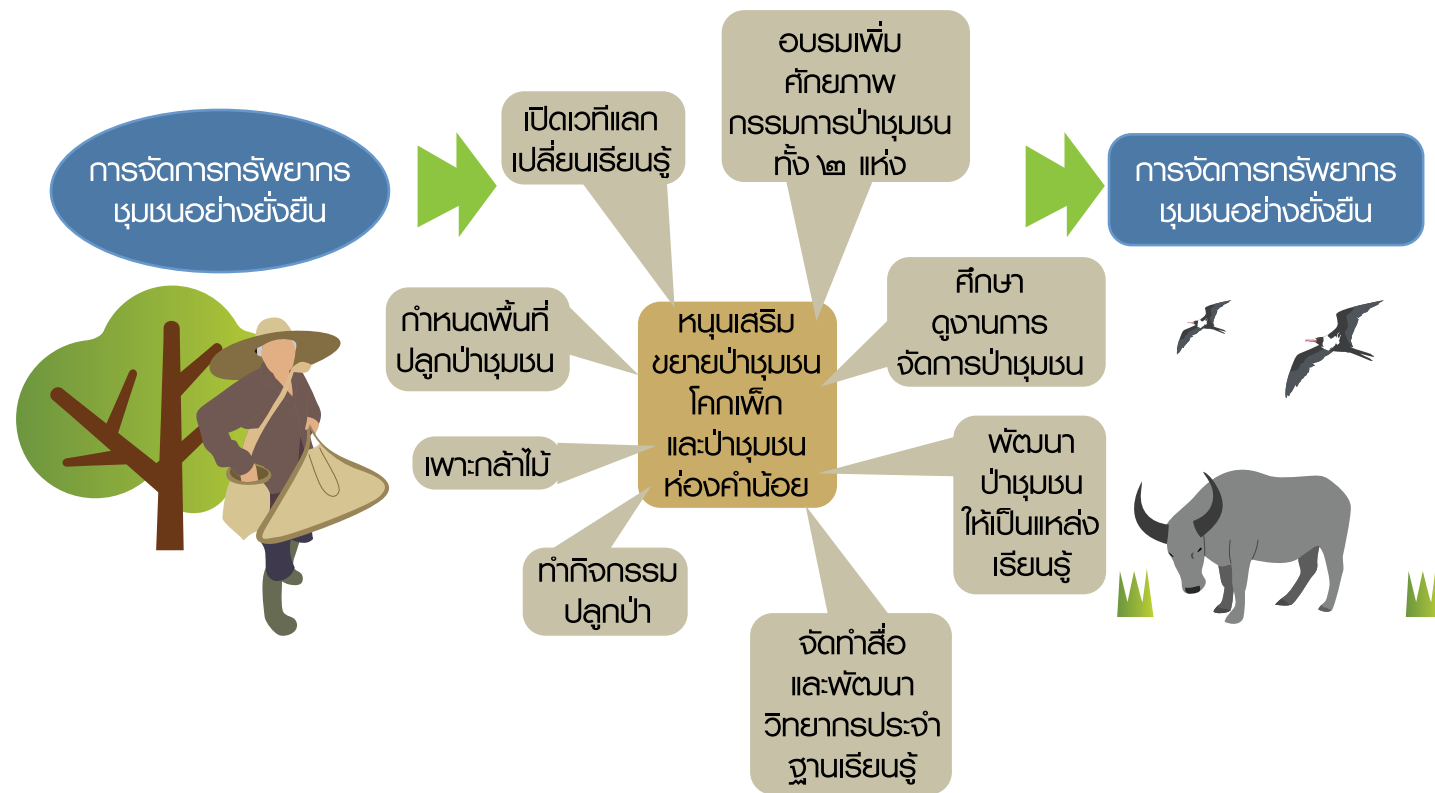 การจัดการทรัพยากร
ชุมชนอย่างยั่งยืน
เปิดเวทีแลก
เปลี่ยนเรียนรู้
อบรมเพิ่ม
ศักยภาพ
กรรมการป่าชุมชน
ทั้ง ๒ แห่ง
การจัดการทรัพยากร
ชุมชนอย่างยั่งยืน
กำหนดพื้นที่
ปลูกป่าชุมชน
หนุนเสริม
ขยายป่าชุมชน
โคกเพ็ก
และป่าชุมชน
ห่องคำน้อย
ศึกษา
ดูงานการ
จัดการป่าชุมชน
เพาะกล้าไม้
พัฒนา
ป่าชุมชน
ให้เป็นแหล่ง
เรียนรู้
ทำกิจกรรม
ปลูกป่า
จัดทำสื่อ
และพัฒนา
วิทยากรประจำ
ฐานเรียนรู้